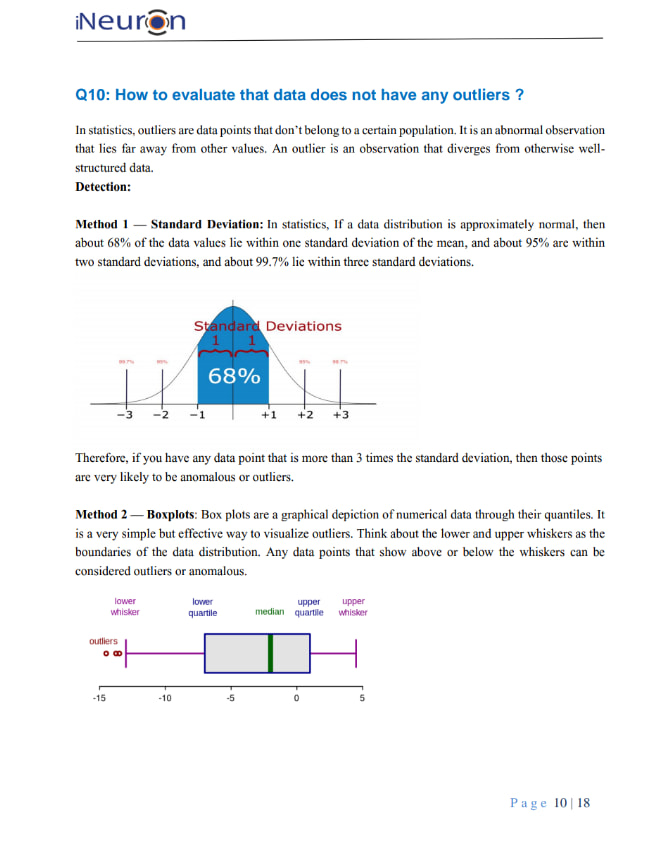 iNeuron
Q10: How to evaluate that data does not have any outliers ?
In statistics, outliers are data points that don’t belong to a certain population. It is an abnormal observation
that lies far away from other values. An outlier is an observation that diverges from otherwise well-
structured data.
Detection:
Method 1 — Standard Deviation: In statistics, If a data distribution is approximately normal, then
about 68% of the data values lie within one standard deviation of the mean, and about 95% are within
two standard deviations, and about 99.7% lie within three standard deviations.
Standard Deviations
1 1
99.7% 95% 95% 99.7%
68%
−3 −2 −1 +1 +2 +3
Therefore, if you have any data point that is more than 3 times the standard deviation, then those points
are very likely to be anomalous or outliers.
Method 2 — Boxplots: Box plots are a graphical depiction of numerical data through their quantiles. It
is a very simple but effective way to visualize outliers. Think about the lower and upper whiskers as the
boundaries of the data distribution. Any data points that show above or below the whiskers can be
considered outliers or anomalous.
lower lower upper upper
whisker quartile median quartile whisker
outliers
-15 -10 -5 0 5
Page 10| 18